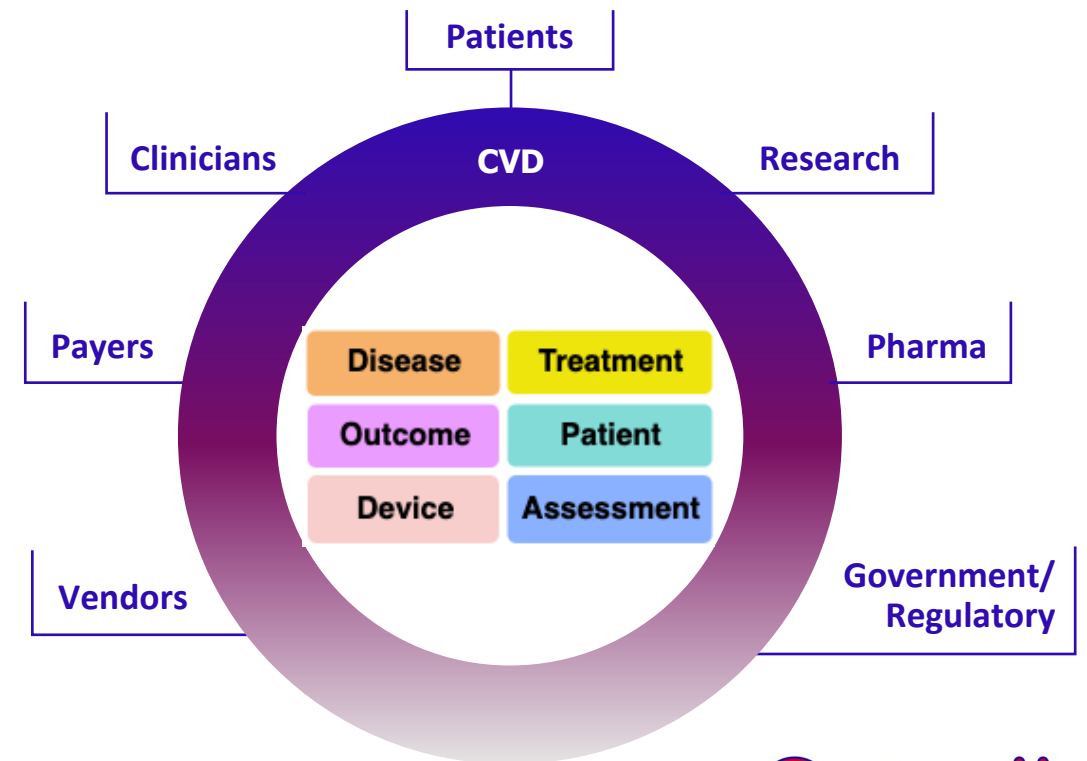 Patients
Clinicians
CVD
Research
Payers
Disease
Treatment
Pharma
Outcome
Patient
Device
Assessment
Vendors
Government/
Regulatory